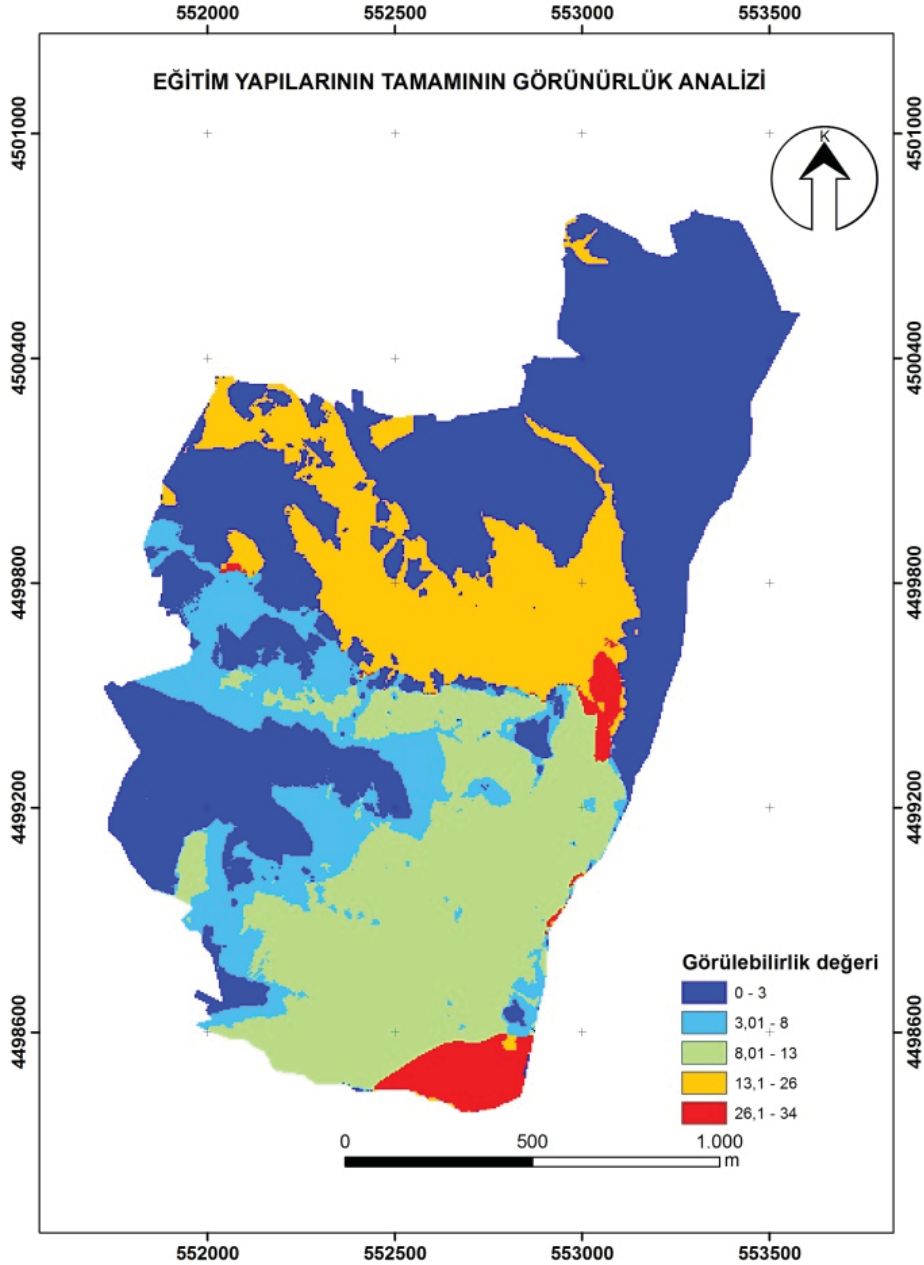 552000 552500 553000 553500
EĞİTİM YAPILARININ TAMAMININ GÖRÜNÜRLÜK ANALİZİ
K
4501000 4501000
4500400 4500400
4499800 4499800
4499200 4499200
4498600 4498600
Görülebilirlik değeri
0 - 3
3,01 - 8
8,01 - 13
13,1 - 26
26,1 - 34
0 500 1.000
m
552000 552500 553000 553500